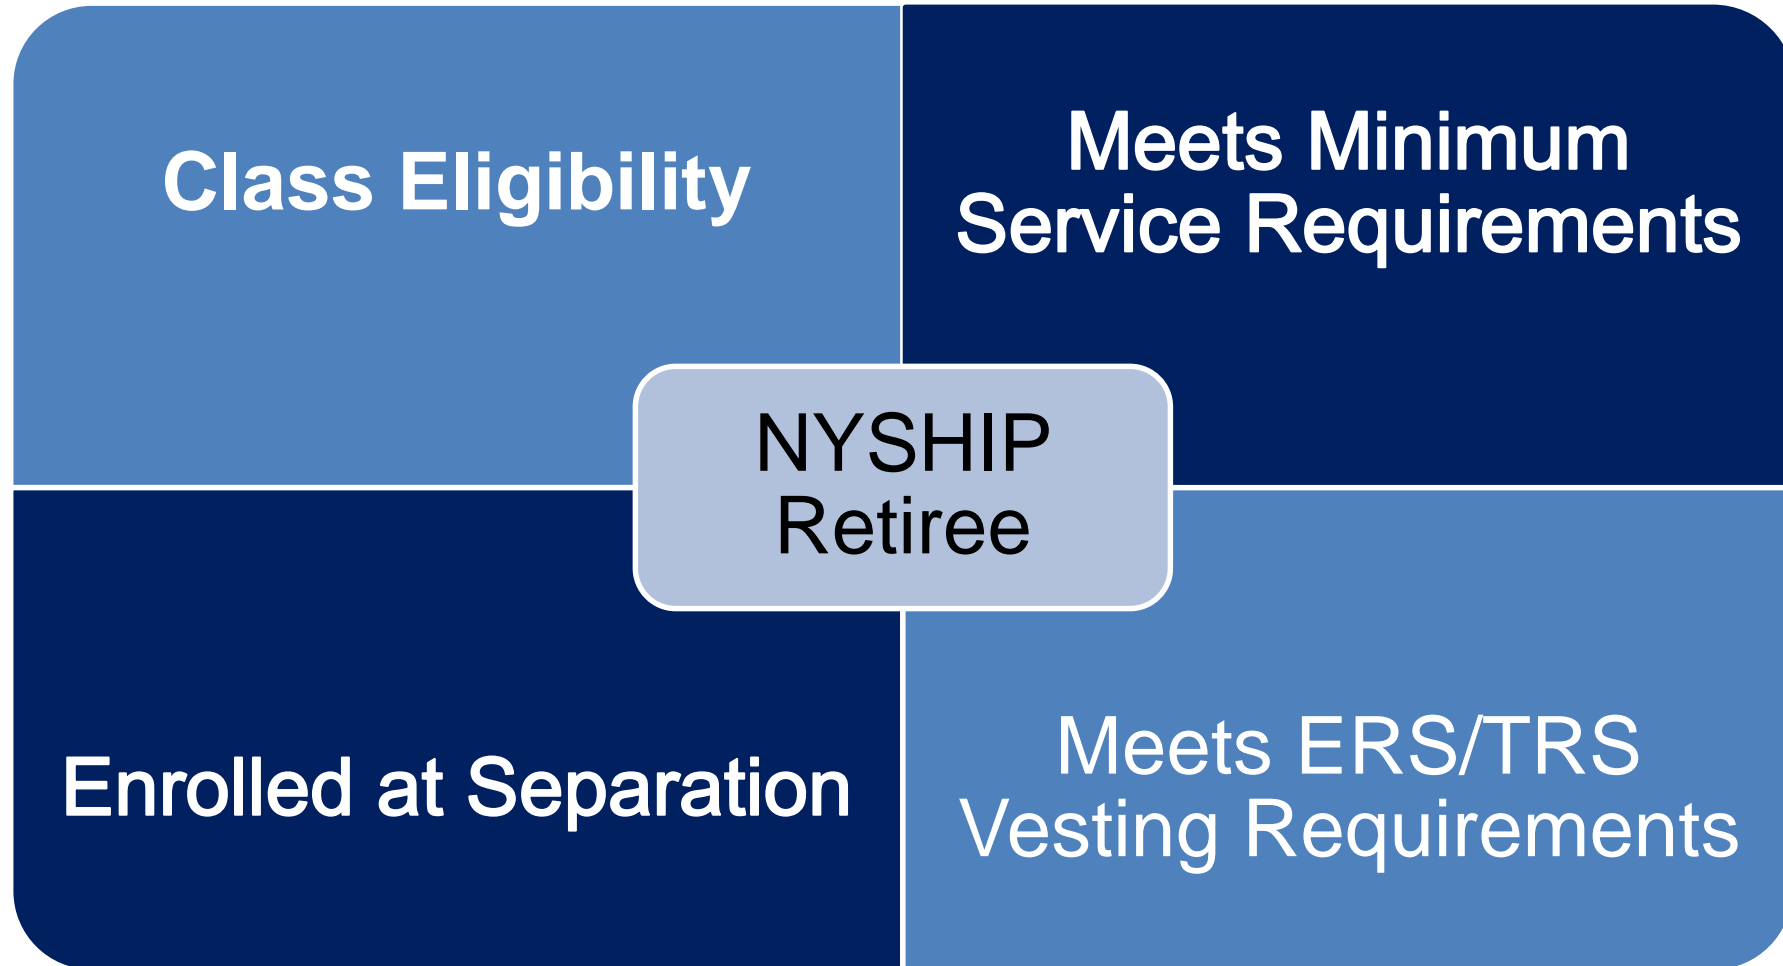 Class Eligibility
Meets Minimum
Service Requirements
NYSHIP
Retiree
Enrolled at Separation
Meets ERS/TRS
Vesting Requirements